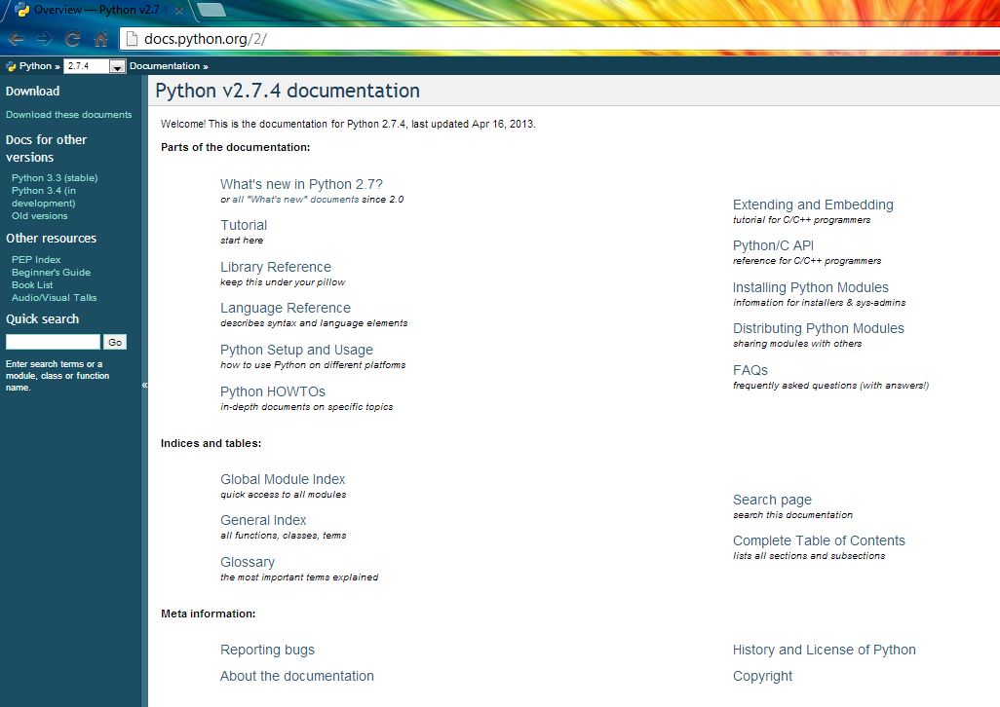 Overview — Python v2.7.4
docs.python.org/2/
Python » 2.7.4 Documentation »
Download
Download these documents
Docs for other
versions
Python 3.3 (stable)
Python 3.4 (in
development)
Old versions
Other resources
PEP Index
Beginner's Guide
Book List
Audio/Visual Talks
Quick search
Go
Enter search terms or a
module, class or function
name.
«
Python v2.7.4 documentation
Welcome! This is the documentation for Python 2.7.4, last updated Apr 16, 2013.
Parts of the documentation:
What's new in Python 2.7?
or all "What's new" documents since 2.0
Tutorial
start here
Library Reference
keep this under your pillow
Language Reference
describes syntax and language elements
Python Setup and Usage
how to use Python on different platforms
Python HOWTOs
in-depth documents on specific topics
Extending and Embedding
tutorial for C/C++ programmers
Python/C API
reference for C/C++ programmers
Installing Python Modules
infomation for installers & sys-admins
Distributing Python Modules
sharing modules with others
FAQs
frequently asked questions (with answers!)
Indices and tables:
Global Module Index
quick access to all modules
General Index
all functions, classes, terms
Glossary
the most important terms explained
Search page
search this documentation
Complete Table of Contents
lists all sections and subsections
Meta information:
Reporting bugs
About the documentation
History and License of Python
Copyright